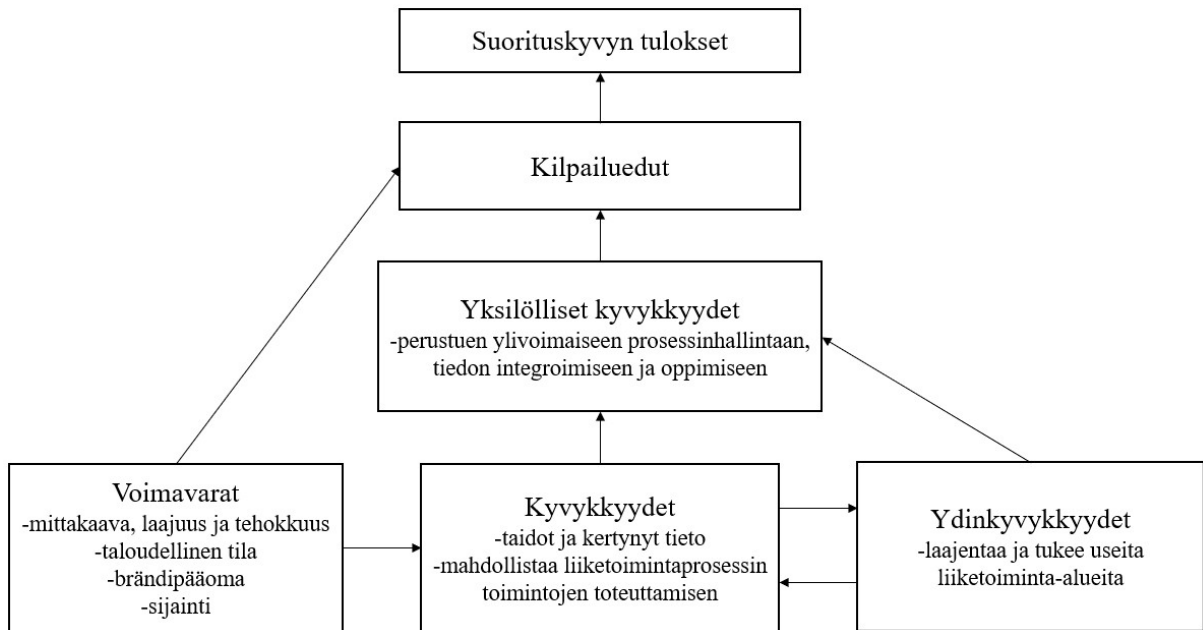 Suorituskyvyn tulokset
Kilpailuedut
Yksilölliset kyvykkyydet
-perustuen ylivoimaiseen prosessinhallintaan,
tiedon integroimiseen ja oppimiseen
Voimavarat
-mittakaava, laajuus ja tehokkuus
-taloudellinen tila
-brändipääoma
-sijainti
Kyvykkyydet
-taidot ja kertynyt tieto
-mahdollistaa liiketoimintaprosessin
toimintojen toteuttamisen
Ydinkyvykkyydet
-laajentaa ja tukee useita
liiketoiminta-alueita